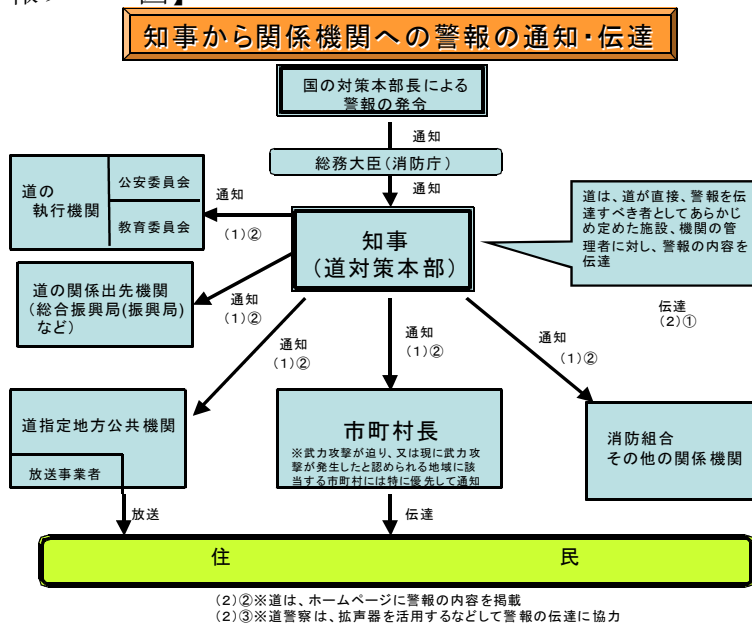 知事から関係機関への警報の通知・伝達
国の対策本部長による
警報の発令
通知
総務大臣(消防庁)
通知
道の
執行機関
公安委員会
教育委員会
通知
(1)②
知事
(道対策本部)
道は、道が直接、警報を伝
達すべき者としてあらかじ
め定めた施設、機関の管
理者に対し、警報の内容を
伝達
伝達
(2)①
道の関係出先機関
(総合振興局(振興局)
など)
通知
(1)②
通知
(1)②
通知
(1)②
通知
(1)②
道指定地方公共機関
放送事業者
市町村長
※武力攻撃が迫り、又は現に武力攻
撃が発生したと認められる地域に該
当する市町村には特に優先して通知
消防組合
その他の関係機関
放送
伝達
住 民
(2)②※道は、ホームページに警報の内容を掲載
(2)③※道警察は、拡声器を活用するなどして警報の伝達に協力